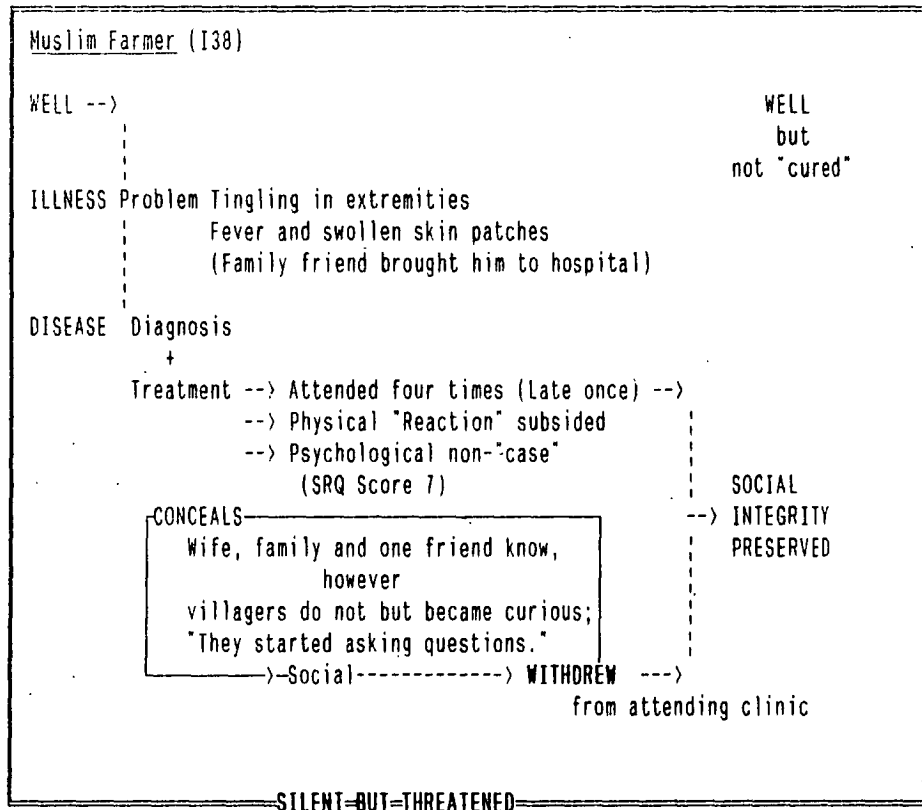 Muslim Farmer (I38)
WELL --> WELL
but
not "cured"
ILLNESS Problem Tingling in extremities
Fever and swollen skin patches
(Family friend brought him to hospital)
DISEASE Diagnosis
+
Treatment --> Attended four times (Late once) -->
--> Physical "Reaction" subsided
--> Psychological non-"case"
(SRQ Score 7) SOCIAL
CONCEALS --> INTEGRITY
Wife, family and one friend know, PRESERVED
however
villagers do not but became curious;
"They started asking questions."
>-Social-------------> WITHDREW --->
from attending clinic
SILENT=BUT=THREATENED